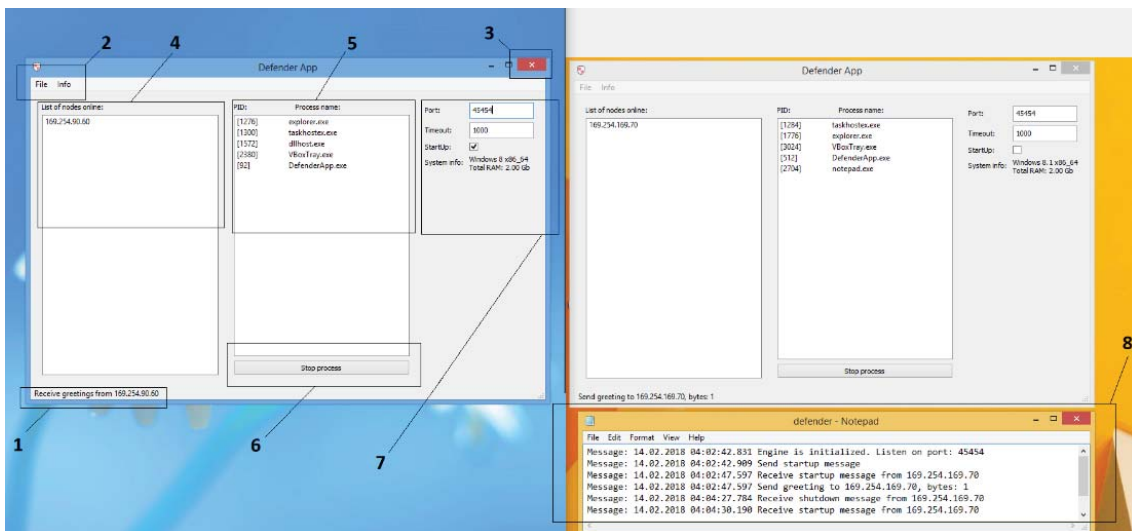 2
4
5
3
Defender App
File Info
List of nodes online:
169.254.90.60
PID: Process name:
[1276] explorer.exe
[1300] taskhostex.exe
[1572] dllhost.exe
[2380] VBoxTray.exe
[92] DefenderApp.exe
Port: 45454
Timeout: 1000
StartUp:
System info: Windows 8 x86_64
Total RAM: 2.00 Gb
Stop process
Receive greetings from 169.254.90.60
1
6
7
Defender App
File Info
List of nodes online:
169.254.169.70
PID: Process name:
[1284] taskhostex.exe
[1776] explorer.exe
[3024] VBoxTray.exe
[512] DefenderApp.exe
[2704] notepad.exe
Port: 45454
Timeout: 1000
StartUp:
System info: Windows 8.1 x86_64
Total RAM: 2.00 Gb
Stop process
Send greeting to 169.254.169.70, bytes: 1
8
defender - Notepad
File Edit Format View Help
Message: 14.02.2018 04:02:42.831 Engine is initialized. Listen on port: 45454
Message: 14.02.2018 04:02:42.909 Send startup message
Message: 14.02.2018 04:02:47.597 Receive startup message from 169.254.169.70
Message: 14.02.2018 04:02:47.597 Send greeting to 169.254.169.70, bytes: 1
Message: 14.02.2018 04:04:27.784 Receive shutdown message from 169.254.169.70
Message: 14.02.2018 04:04:30.190 Receive startup message from 169.254.169.70